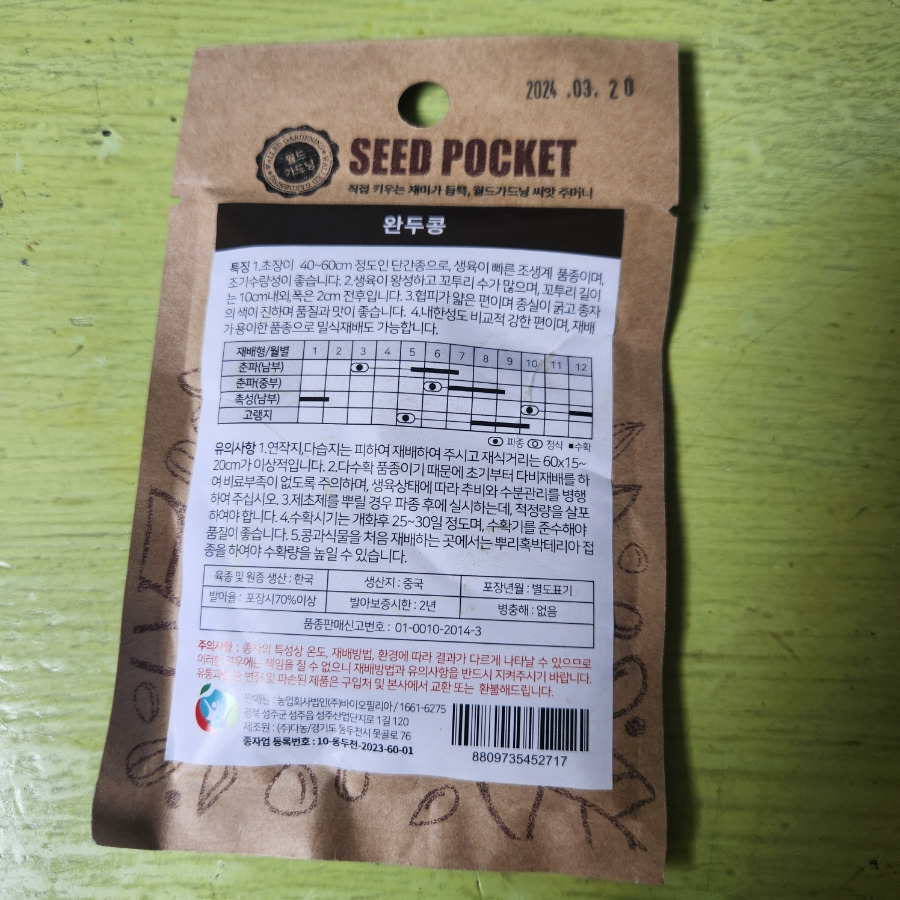 2024 .03. 20
WALLED GARDENING
월드
가드닝
SEED POCKET
직접 키우는 재미가 듬뿍, 월드가드닝 씨앗 주머니
완두콩
특징 1.초장이 40~60cm 정도인 단간종으로, 생육이 빠른 조생계 품종이며,
조기수량성이 좋습니다. 2.생육이 왕성하고 꼬투리 수가 많으며, 꼬투리 길이
는 10cm내외,폭은 2cm 전후입니다. 3.협피가 얇은 편이며 종실이 굵고 종자
의 색이 진하며 품질과 맛이 좋습니다. 4.내한성도 비교적 강한 편이며, 재배
가 용이한 품종으로 밀식재배도 가능합니다.
재배형/월별 1 2 3 4 5 6 7 8 9 10 11 12
춘파(남부)
춘파(중부)
촉성(남부)
고랭지
파종 정식 ■수확
유의사항 1.연작지,다습지는 피하여 재배하여 주시고 재식거리는 60x15~
20cm가 이상적입니다. 2.다수확 품종이기 때문에 초기부터 다비재배를 하
여 비료부족이 없도록 주의하며, 생육상태에 따라 추비와 수분관리를 병행
하여 주십시오. 3.제초제를 뿌릴 경우 파종 후에 실시하는데, 적정량을 살포
하여야 합니다. 4.수확시기는 개화후 25~30일 정도며, 수확기를 준수해야
품질이 좋습니다. 5.콩과식물을 처음 재배하는 곳에서는 뿌리혹박테리아 접
종을 하여야 수확량을 높일 수 있습니다.
육종 및 원종 생산 : 한국 생산지 : 중국 포장년월 : 별도표기
발아율 : 포장시70%이상 발아보증시한 : 2년 병충해 : 없음
품종판매신고번호 : 01-0010-2014-3
주의사항 : 종자의 특성상 온도, 재배방법, 환경에 따라 결과가 다르게 나타날 수 있으므로
이러한 경우에는 책임을 질 수 없으니 재배방법과 유의사항을 반드시 지켜주시기 바랍니다.
변질 및 파손된 제품은 구입처 및 본사에서 교환 또는 환불해드립니다.
판매원 : 농업회사법인(주)바이오필리아 / 1661-6275
경북 성주군 성주읍 성주산업단지로 1길 120
제조원 : (주)다농/경기도 동두천시 못골로 76
종자업 등록번호 : 10-동두천-2023-60-01
8809735452717